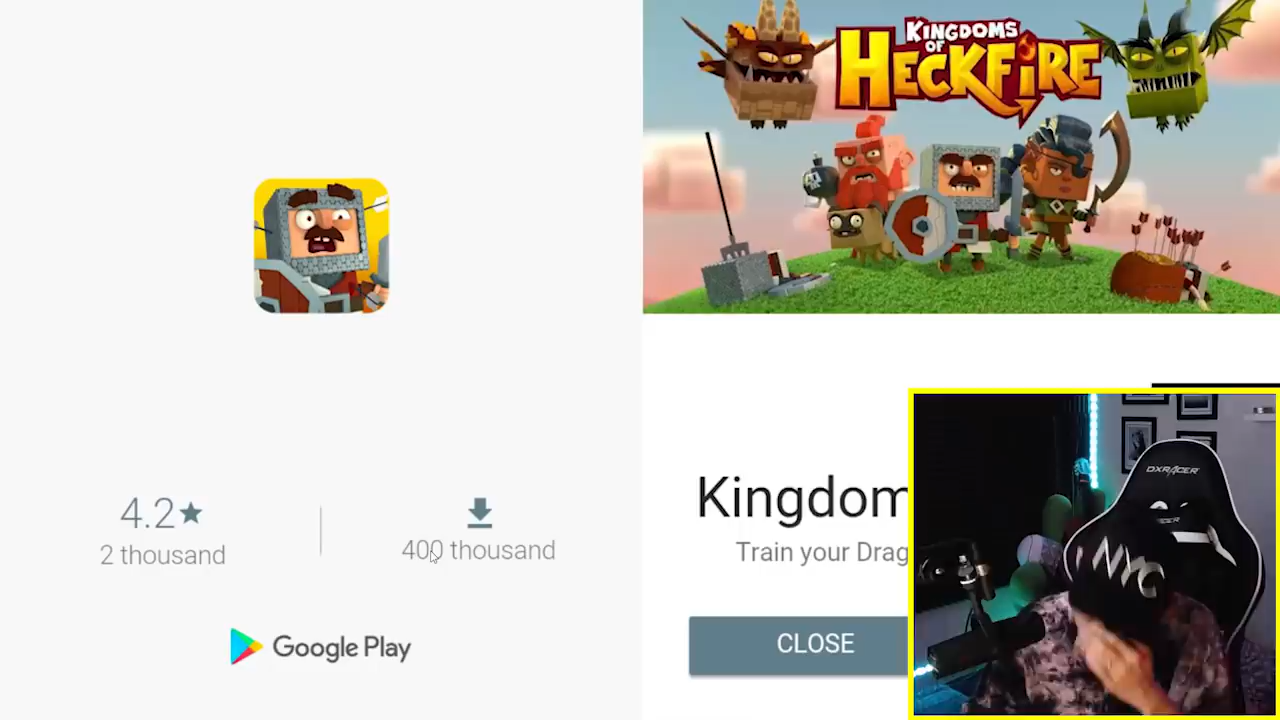 KINGDOMS
OF
HECKFIRE
4.2★
2 thousand
400 thousand
Google Play
Kingdom
Train your Drag
CLOSE
DXRACER
NYC